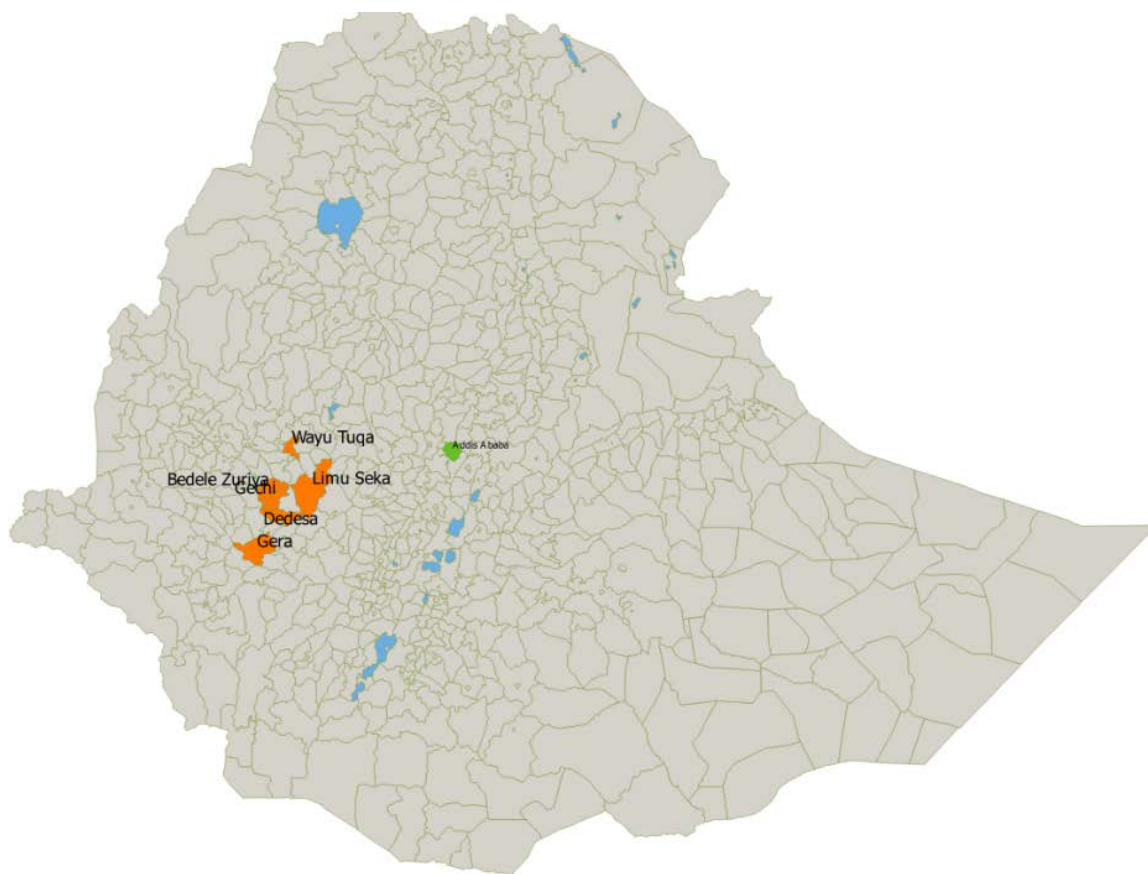 Wayu Tuqa
Addis Ababa
Bedele Zuriya
Limu Seka
Gechi
Dedesa
Gera